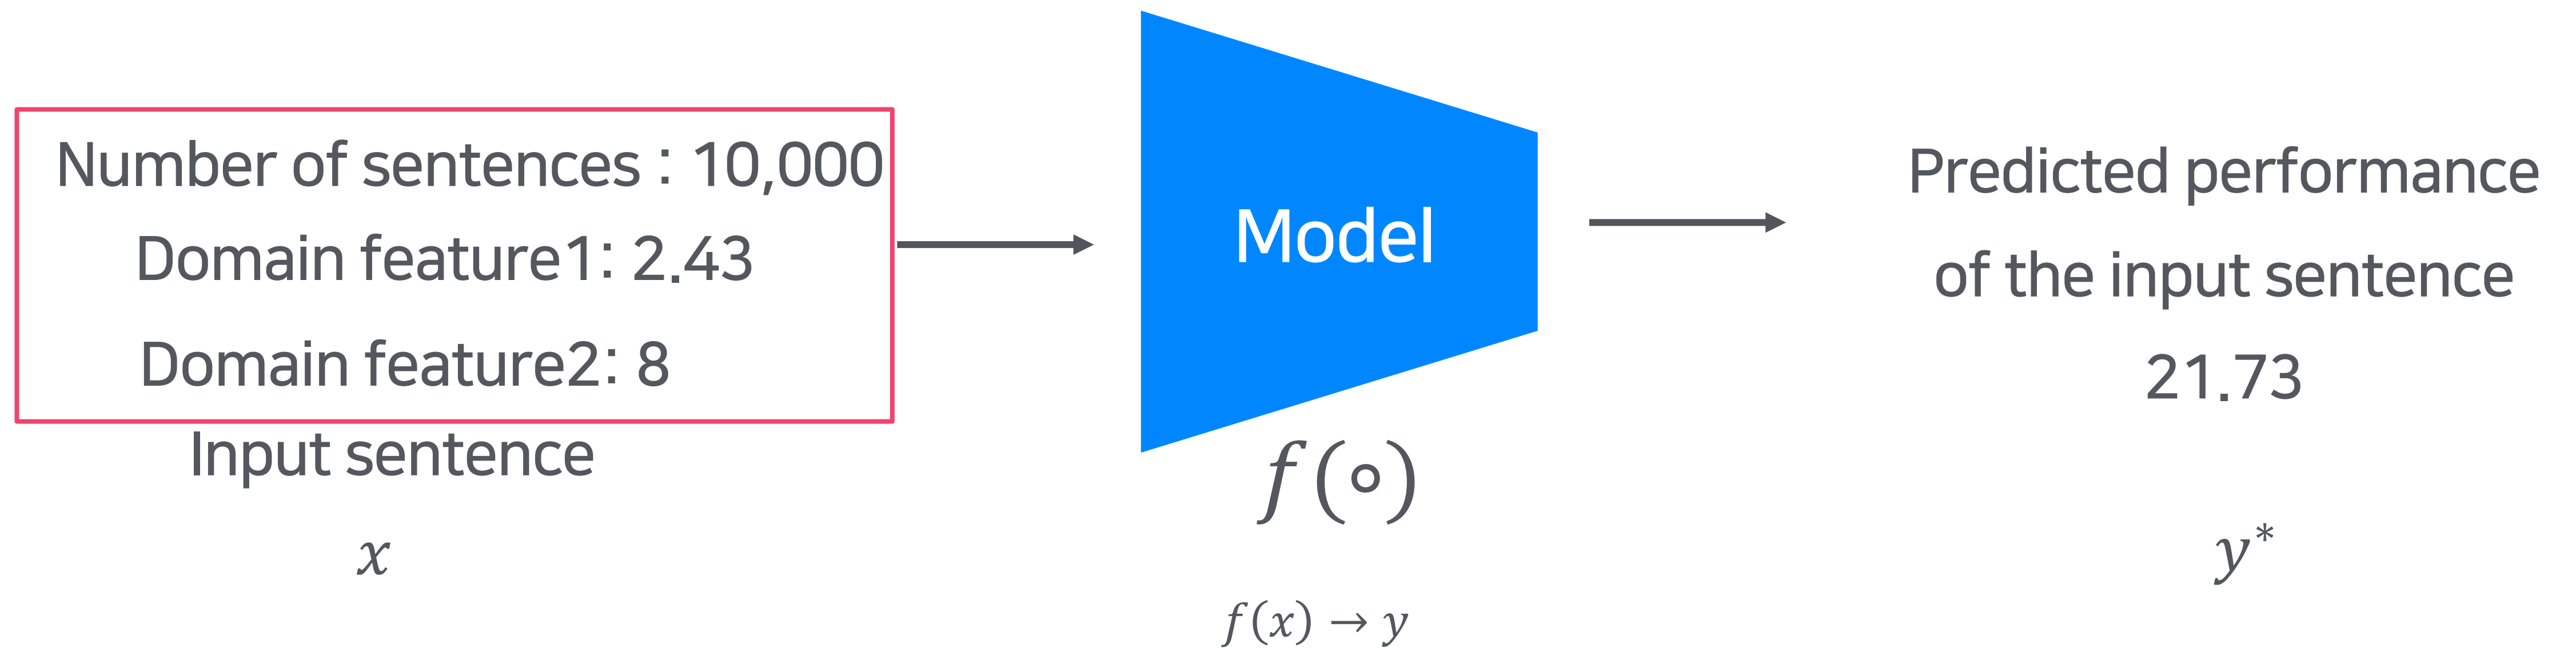 Number of sentences : 10,000
Domain feature1: 2.43
Domain feature2: 8
Input sentence
x
Model
f(∘)
f(x) → y
Predicted performance
of the input sentence
21.73
y*